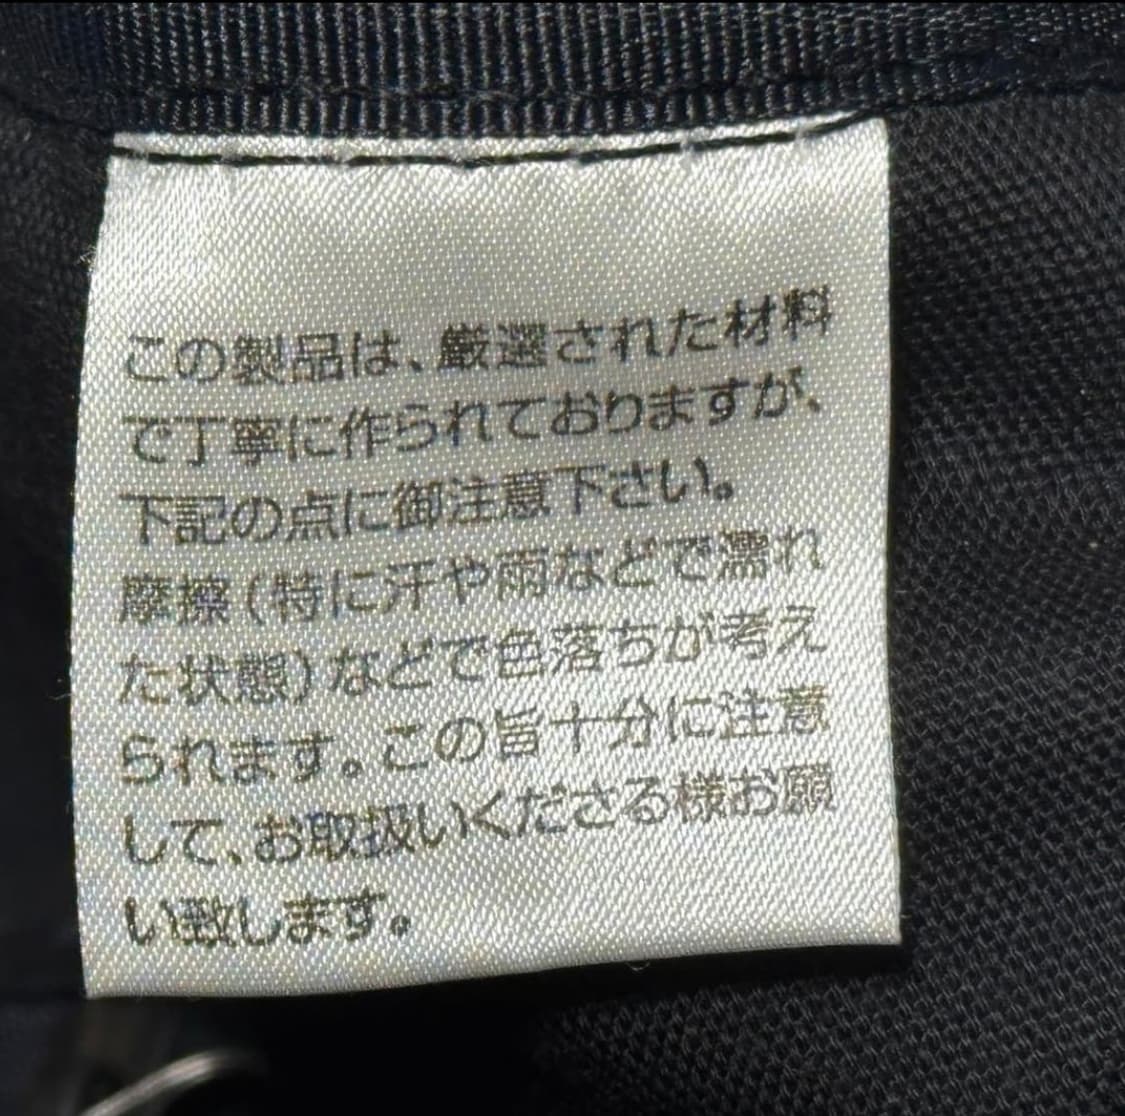 この製品は、厳選された材料
で丁寧に作られておりますが、
下記の点に御注意下さい。
摩擦(特に汗や雨などで濡れ
た状態)などで色落ちが考え
られます。この旨十分に注意
して、お取扱いくださる様お願
い致します。